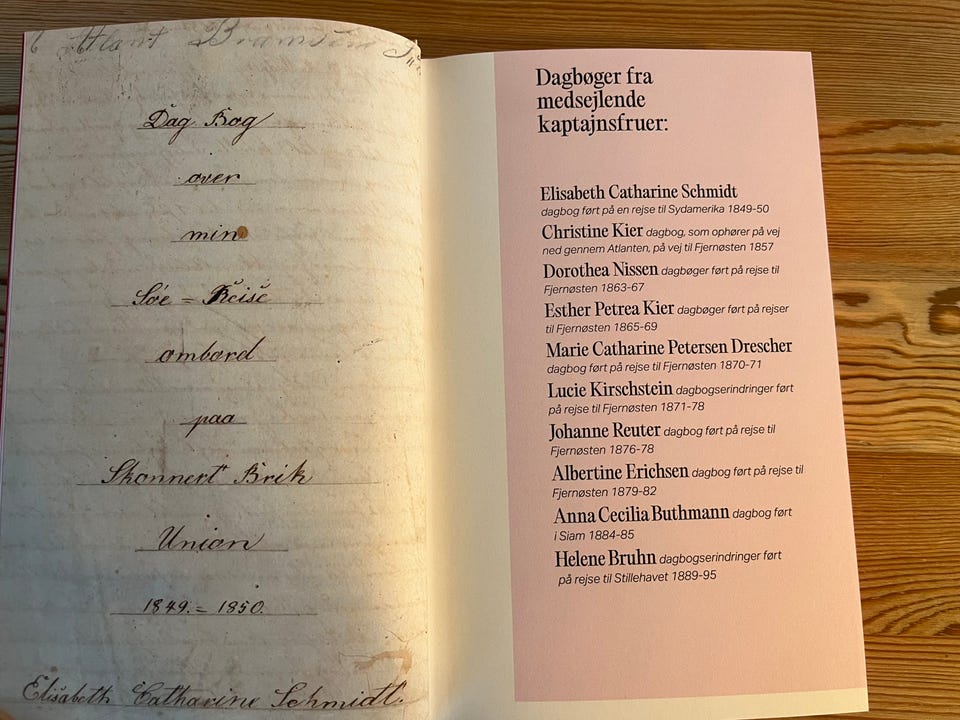 Dag Bog
over
min
Søe = Reise
ombord
paa
Skonnert Brik
Union
1849. = 1850.
Elisabeth Catharine Schmidt.
Dagbøger fra
medsejlende
kaptajnsfruer:
Elisabeth Catharine Schmidt
dagbog ført på en rejse til Sydamerika 1849-50
Christine Kier dagbog, som ophører på vej
ned gennem Atlanten, på vej til Fjernøsten 1857
Dorothea Nissen dagbøger ført på rejse til
Fjernøsten 1863-67
Esther Petrea Kier dagbøger ført på rejser
til Fjernøsten 1865-69
Marie Catharine Petersen Drescher
dagbog ført på rejse til Fjernøsten 1870-71
Lucie Kirschstein dagbogserindringer ført
på rejse til Fjernøsten 1871-78
Johanne Reuter dagbog ført på rejse til
Fjernøsten 1876-78
Albertine Erichsen dagbog ført på rejse til
Fjernøsten 1879-82
Anna Cecilia Buthmann dagbog ført
i Siam 1884-85
Helene Bruhn dagbogserindringer ført
på rejse til Stillehavet 1889-95